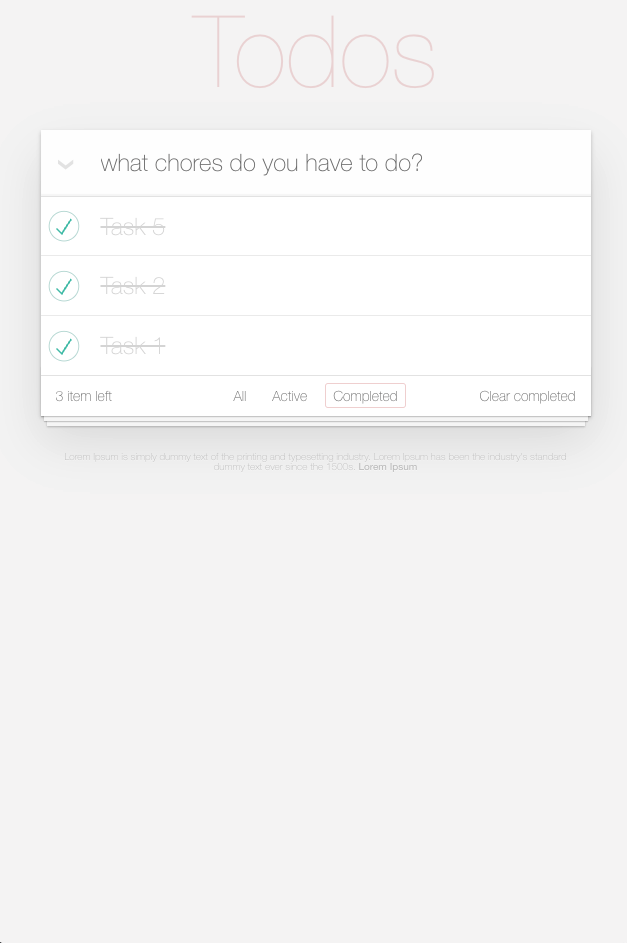 Todos
what chores do you have to do?
Task 5
Task 2
Task 1
3 item left All Active Completed Clear completed
Lorem Ipsum is simply dummy text of the printing and typesetting industry. Lorem Ipsum has been the industry's standard
dummy text ever since the 1500s. Lorem Ipsum